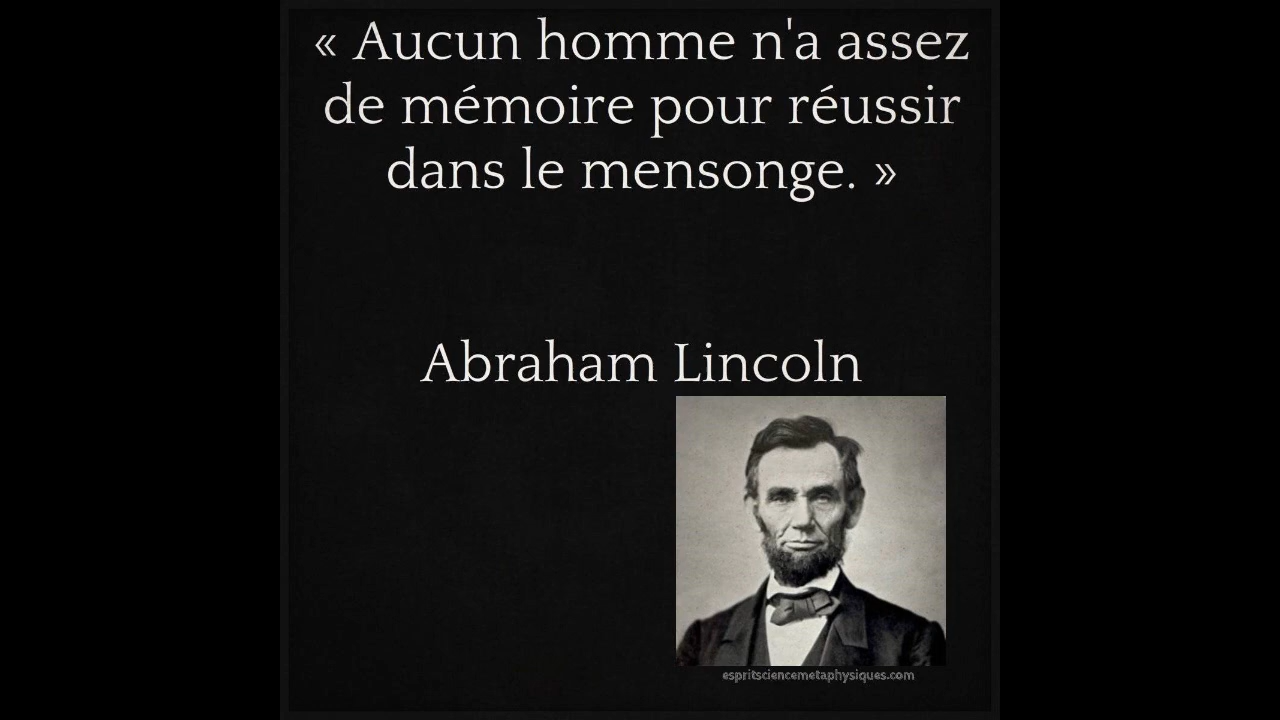 « Aucun homme n'a assez
de mémoire pour réussir
dans le mensonge. »
Abraham Lincoln
espritsciencemetaphysiques.com